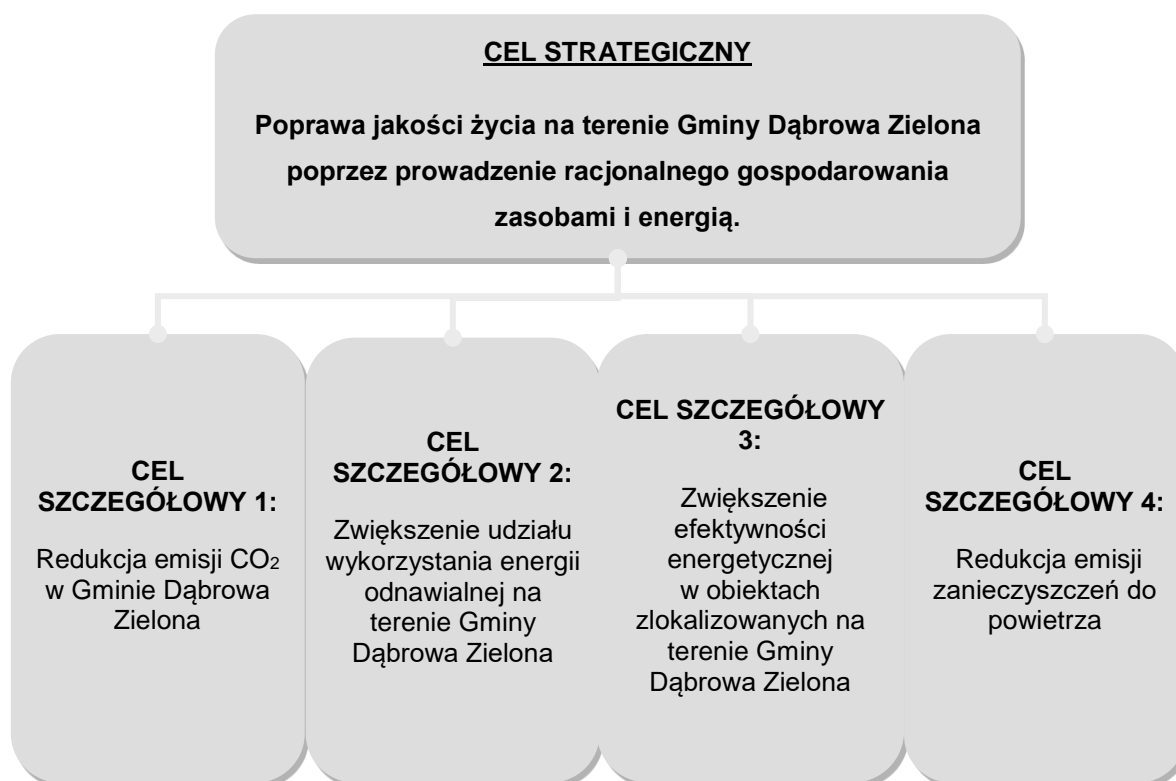 CEL STRATEGICZNY
Poprawa jakości życia na terenie Gminy Dąbrowa Zielona
poprzez prowadzenie racjonalnego gospodarowania
zasobami i energią.
CEL
SZCZEGÓŁOWY 1:
Redukcja emisji CO₂
w Gminie Dąbrowa
Zielona
CEL
SZCZEGÓŁOWY 2:
Zwiększenie udziału
wykorzystania energii
odnawialnej na
terenie Gminy
Dąbrowa Zielona
CEL SZCZEGÓŁOWY
3:
Zwiększenie
efektywności
energetycznej
w obiektach
zlokalizowanych na
terenie Gminy
Dąbrowa Zielona
CEL
SZCZEGÓŁOWY 4:
Redukcja emisji
zanieczyszczeń do
powietrza